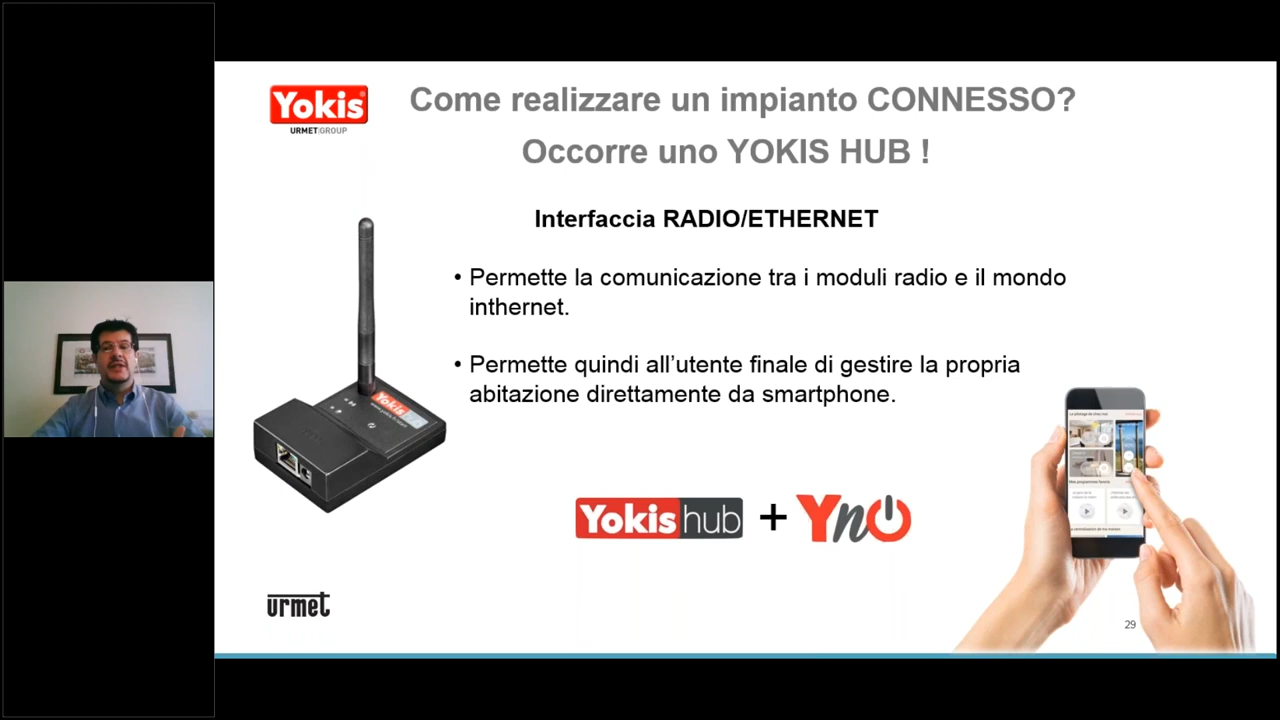 Yokis
URMET GROUP
Come realizzare un impianto CONNESSO?
Occorre uno YOKIS HUB !
Interfaccia RADIO/ETHERNET
• Permette la comunicazione tra i moduli radio e il mondo
inthernet.
• Permette quindi all’utente finale di gestire la propria
abitazione direttamente da smartphone.
Yokis
Yokis hub + YnO
urmet
29